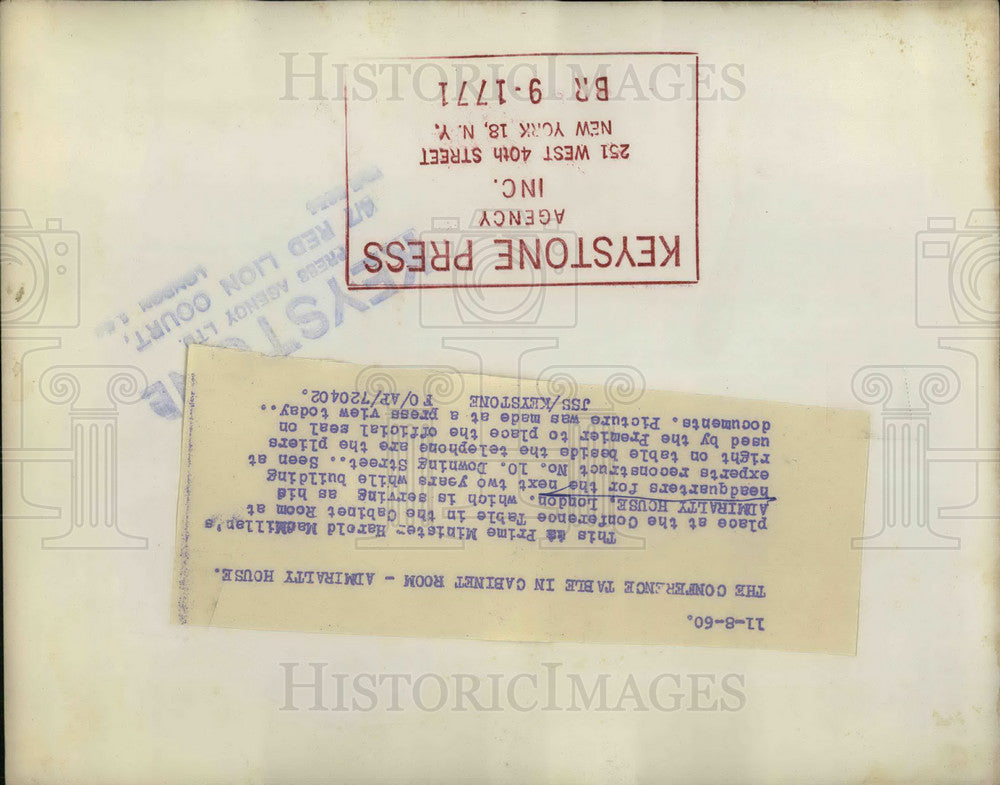 HISTORICIMAGES
KEYSTONE PRESS
AGENCY
INC.
251 WEST 40th STREET
NEW YORK 18, N.Y.
BR 9-1771
KEYSTONE
PRESS AGENCY LTD.
RED LION COURT,
LONDON
11-8-60.
THE CONFERENCE TABLE IN CABINET ROOM - ADMIRALTY HOUSE.
This is Prime Minister Harold MacMillan's
place at the Conference Table in the Cabinet Room at
ADMIRALTY HOUSE, London. which is serving as his
headquarters for the next two years while building
experts reconstruct No. 10. Downing Street.. Seen at
right on table beside the telephone are the pliers
used by the Premier to place the official seal on
documents. Picture was made at a press view today..
JSS/KEYSTONE FO/AP/720402.
HISTORICIMAGES